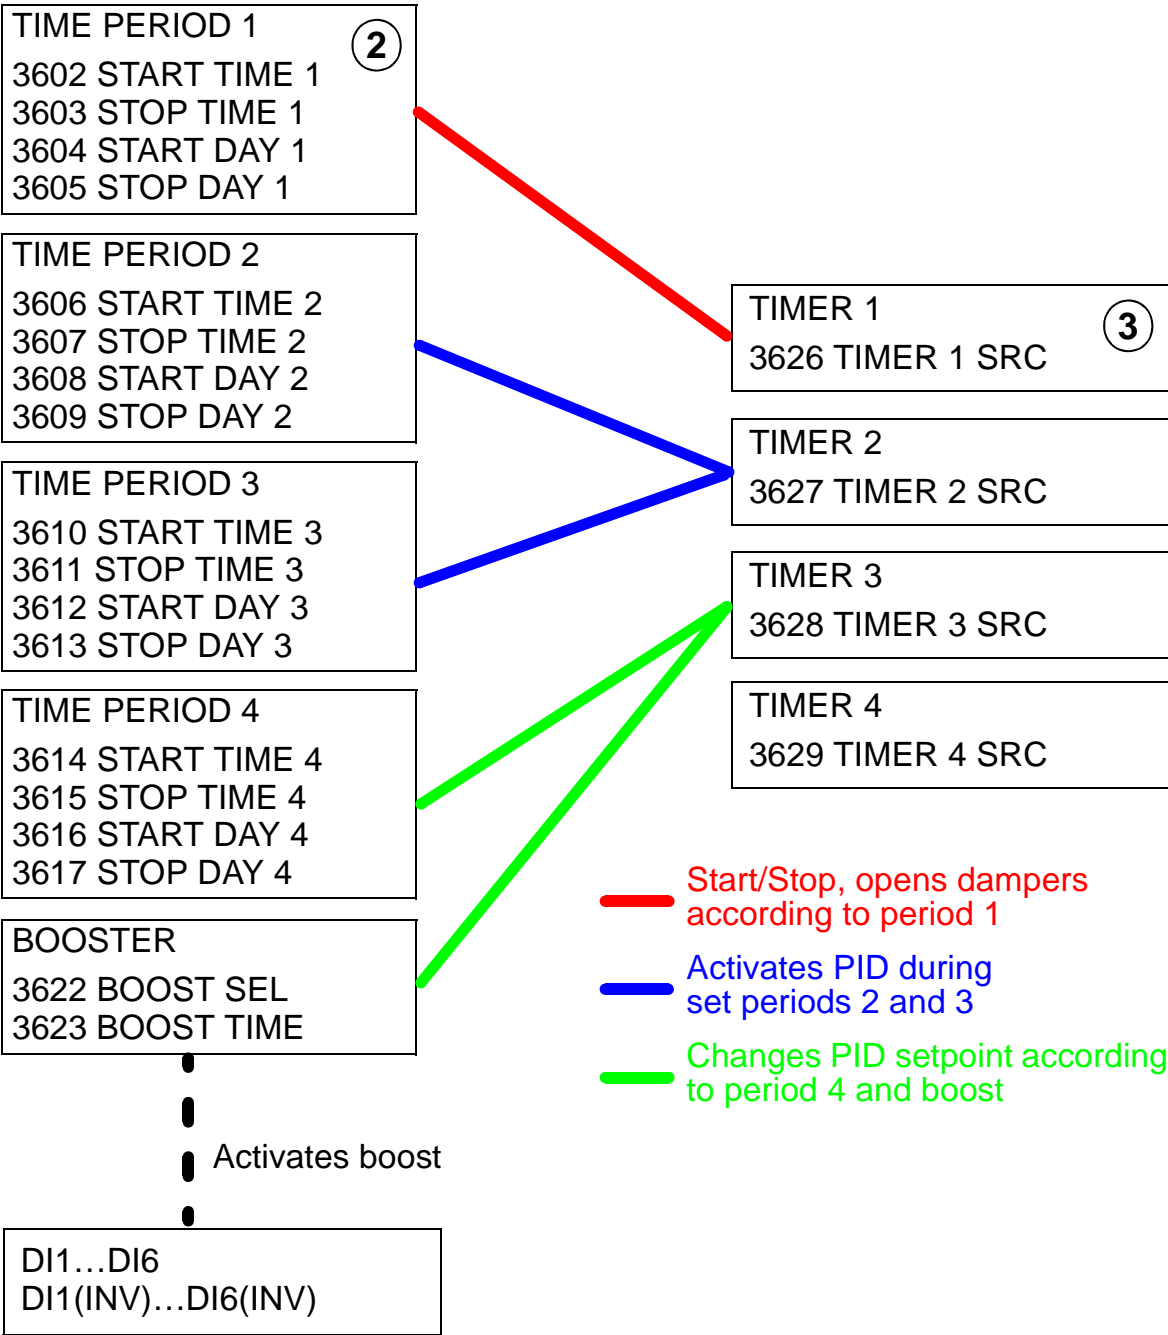 TIME PERIOD 1
2
3602 START TIME 1
3603 STOP TIME 1
3604 START DAY 1
3605 STOP DAY 1
TIME PERIOD 2
3606 START TIME 2
3607 STOP TIME 2
3608 START DAY 2
3609 STOP DAY 2
TIME PERIOD 3
3610 START TIME 3
3611 STOP TIME 3
3612 START DAY 3
3613 STOP DAY 3
TIME PERIOD 4
3614 START TIME 4
3615 STOP TIME 4
3616 START DAY 4
3617 STOP DAY 4
BOOSTER
3622 BOOST SEL
3623 BOOST TIME
Activates boost
DI1…DI6
DI1(INV)…DI6(INV)
TIMER 1
3
3626 TIMER 1 SRC
TIMER 2
3627 TIMER 2 SRC
TIMER 3
3628 TIMER 3 SRC
TIMER 4
3629 TIMER 4 SRC
Start/Stop, opens dampers
according to period 1
Activates PID during
set periods 2 and 3
Changes PID setpoint according
to period 4 and boost